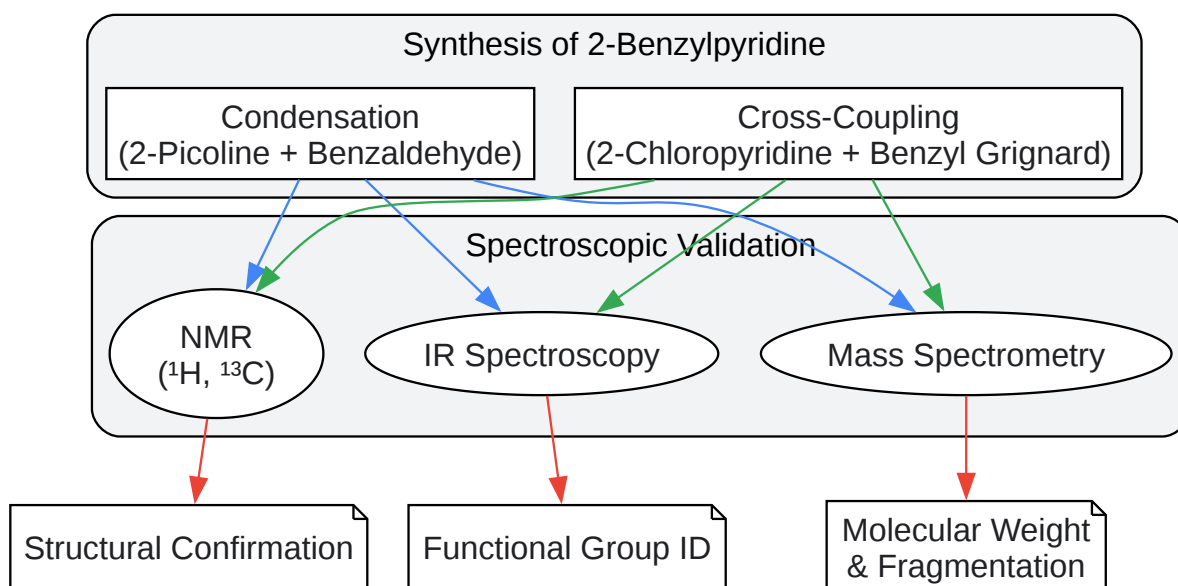 Synthesis of 2-Benzylpyridine
Condensation
(2-Picoline + Benzaldehyde)
Cross-Coupling
(2-Chloropyridine + Benzyl Grignard)
Spectroscopic Validation
NMR
(¹H, ¹³C)
IR Spectroscopy
Mass Spectrometry
Structural Confirmation
Functional Group ID
Molecular Weight
& Fragmentation